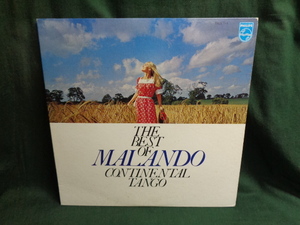 PHILIPS
THE
BEST
OF
MALANDO
CONTINENTAL
TANGO